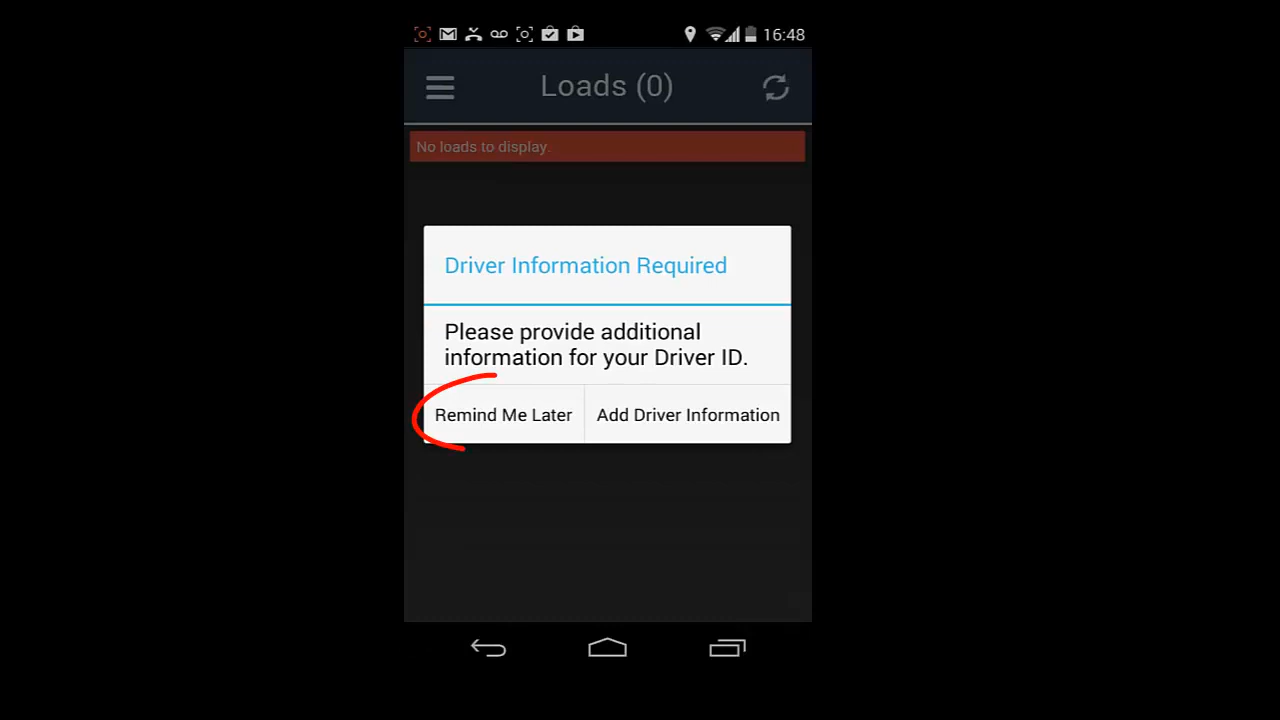 16:48
Loads (0)
No loads to display.
Driver Information Required
Please provide additional
information for your Driver ID.
Remind Me Later
Add Driver Information